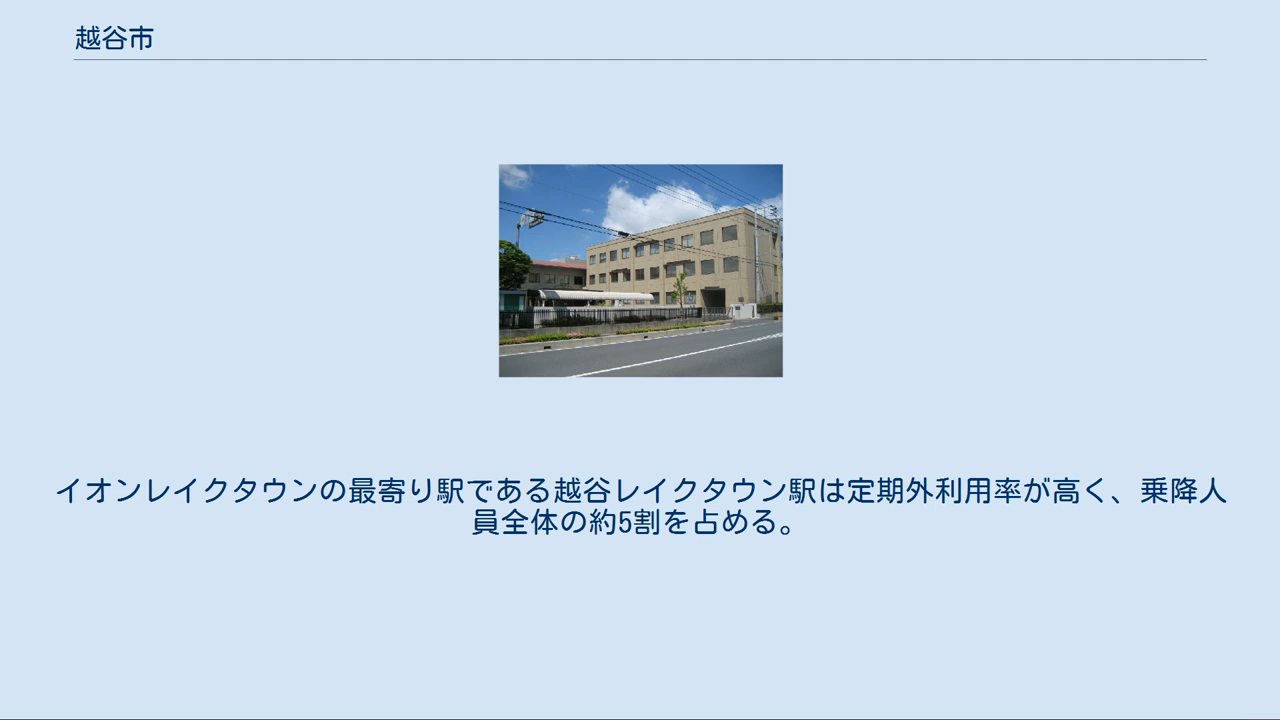 越谷市
イオンレイクタウンの最寄り駅である越谷レイクタウン駅は定期外利用率が高く、乗降人
員全体の約5割を占める。